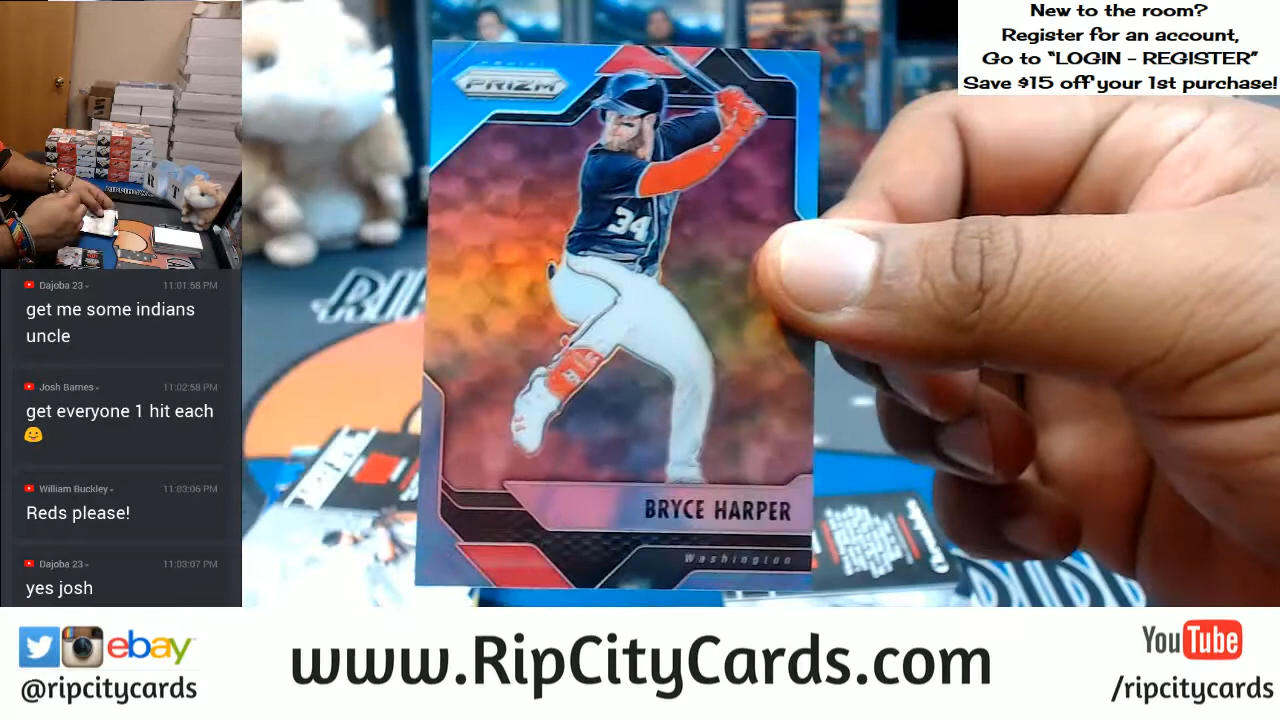 New to the room?
Register for an account,
Go to “LOGIN - REGISTER”
Save $15 off your 1st purchase!
PANINI
PRIZM
34
BRYCE HARPER
Washington
Dajoba 23
11:01:58 PM
get me some indians
uncle
Josh Barnes
11:02:58 PM
get everyone 1 hit each
William Buckley
11:03:06 PM
Reds please!
Dajoba 23
11:03:07 PM
yes josh
ebay
@ripcitycards
www.RipCityCards.com
YouTube
/ripcitycards